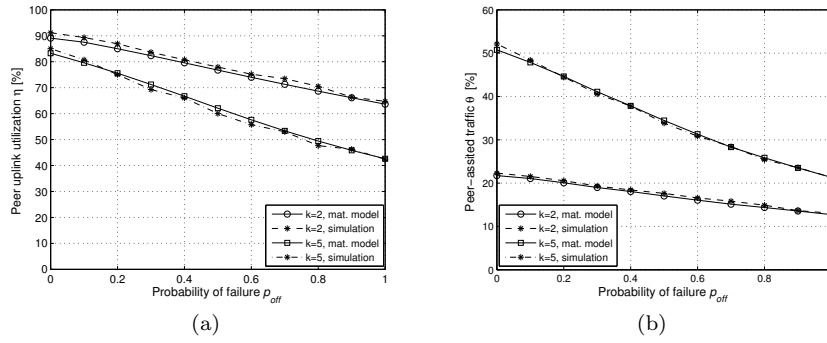 100
90
80
70
60
50
40
30
20
10
0
Peer uplink utilization η [%]
k=2, mat. model
k=2, simulation
k=5, mat. model
k=5, simulation
0 0.2 0.4 0.6 0.8 1
Probability of failure p_off
(a)
60
50
40
30
20
10
0
Peer−assited traffic θ [%]
k=2, mat. model
k=2, simulation
k=5, mat. model
k=5, simulation
0 0.2 0.4 0.6 0.8
Probability of failure p_off
(b)